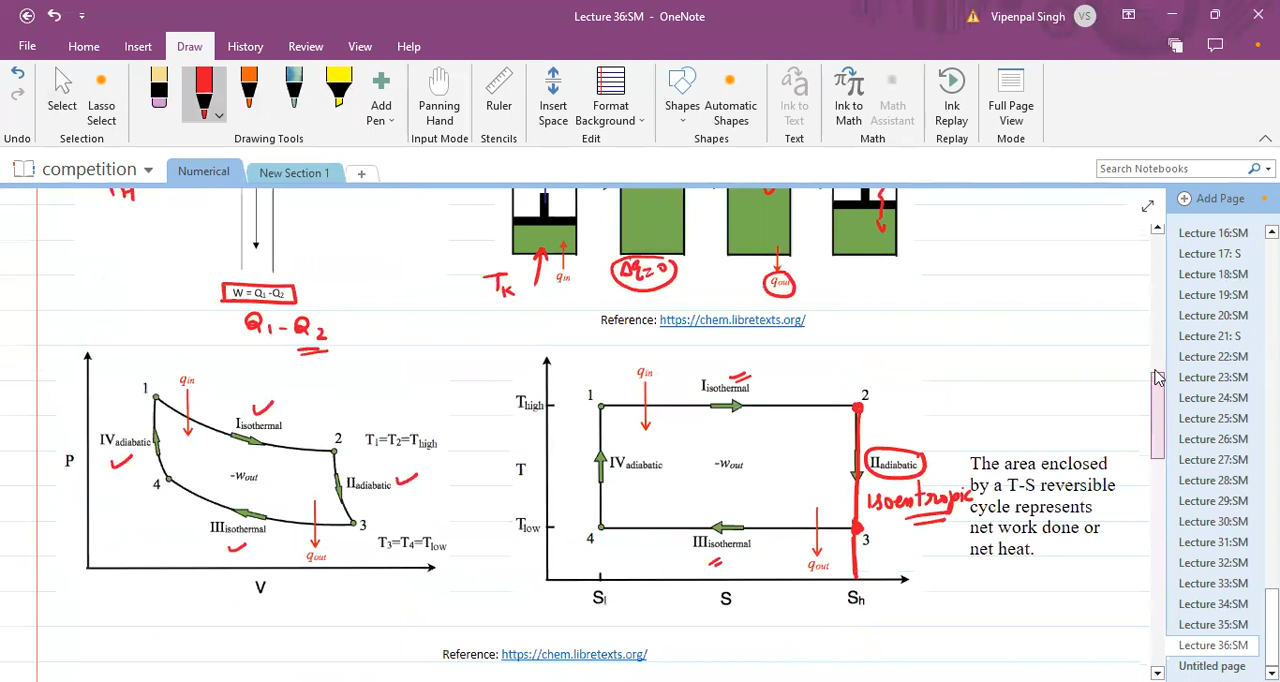 Lecture 36:SM - OneNote
Vipenpal Singh VS
File Home Insert Draw History Review View Help
Undo
Select
Lasso Select
Selection
Add Pen
Drawing Tools
Panning Hand
Input Mode
Ruler
Stencils
Insert Space
Format Background
Edit
Shapes
Automatic Shapes
Shapes
Ink to Text
Text
Ink to Math
Math Assistant
Math
Ink Replay
Replay
Full Page View
Mode
competition Numerical New Section 1
Search Notebooks
Add Page
Lecture 16:SM
Lecture 17: S
Lecture 18:SM
Lecture 19:SM
Lecture 20:SM
Lecture 21: S
Lecture 22:SM
Lecture 23:SM
Lecture 24:SM
Lecture 25:SM
Lecture 26:SM
Lecture 27:SM
Lecture 28:SM
Lecture 29:SM
Lecture 30:SM
Lecture 31:SM
Lecture 32:SM
Lecture 33:SM
Lecture 34:SM
Lecture 35:SM
Lecture 36:SM
Untitled page
TH
W = Q1 -Q2
Q1 - Q2
TK
qin
Δq=0
qout
Reference: https://chem.libretexts.org/
P
V
1
2
3
4
qin
Iisothermal
IIadiabatic
IIIisothermal
IVadiabatic
-wout
qout
T1=T2=Thigh
T3=T4=Tlow
T
Thigh
Tlow
1
2
3
4
qin
Iisothermal
IIadiabatic
isoentropic
IIIisothermal
IVadiabatic
-wout
qout
Sl
S
Sh
The area enclosed
by a T-S reversible
cycle represents
net work done or
net heat.
Reference: https://chem.libretexts.org/